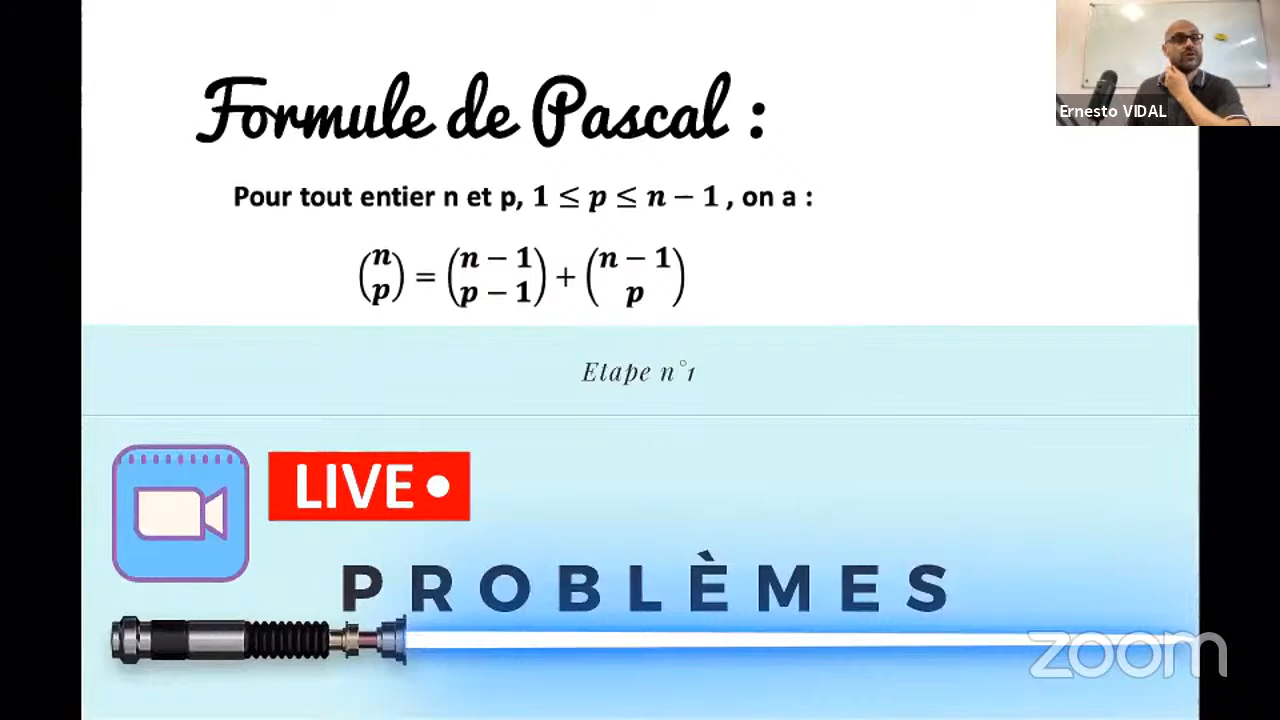 Formule de Pascal :
Ernesto VIDAL
Pour tout entier n et p, 1 ≤ p ≤ n − 1 , on a :
(n p) = (n − 1 p − 1) + (n − 1 p)
Etape n°1
LIVE
PROBLÈMES
zoom